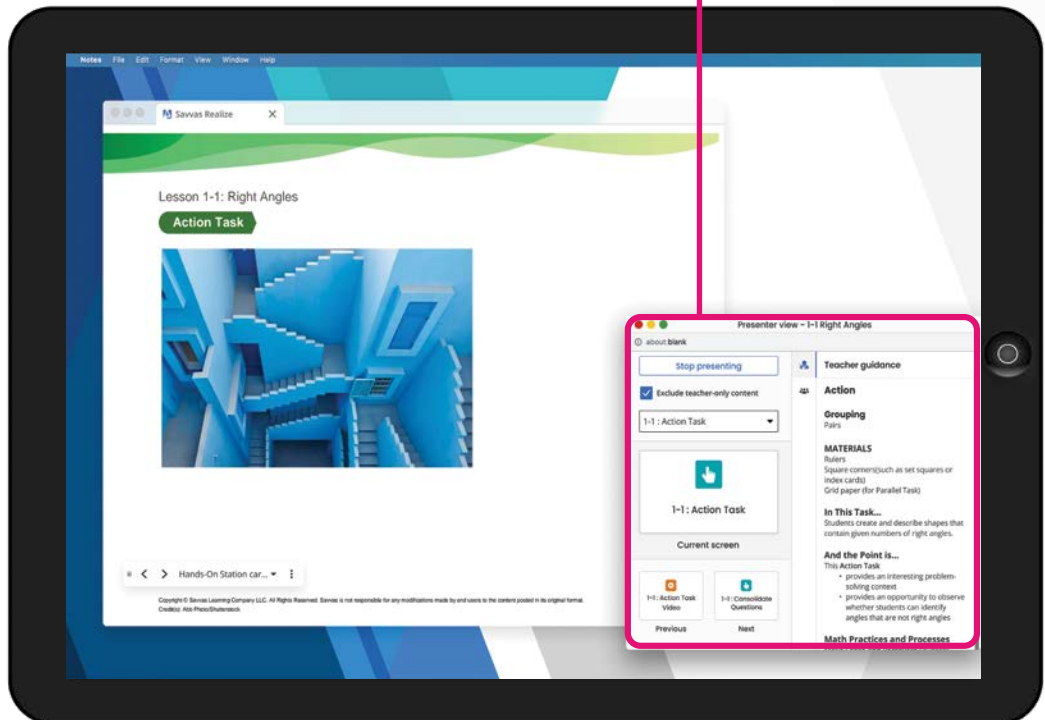 Notes File Edit Format View Window Help
Savvas Realize
Lesson 1-1: Right Angles
Action Task
Hands-On Station car...
Copyright © Savvas Learning Company LLC. All Rights Reserved. Savvas is not responsible for any modifications made by end users to the content posted in its original format.
Credit(s): Abb Photo/Shutterstock
Presenter view - 1-1 Right Angles
about:blank
Stop presenting
Exclude teacher-only content
1-1 : Action Task
1-1 : Action Task
Current screen
1-1 : Action Task
Video
Previous
1-1 : Consolidate
Questions
Next
Teacher guidance
Action
Grouping
Pairs
MATERIALS
Rulers
Square corners(such as set squares or
index cards)
Grid paper (for Parallel Task)
In This Task...
Students create and describe shapes that
contain given numbers of right angles.
And the Point is...
This Action Task
• provides an interesting problem-
solving context
• provides an opportunity to observe
whether students can identify
angles that are not right angles
Math Practices and Processes